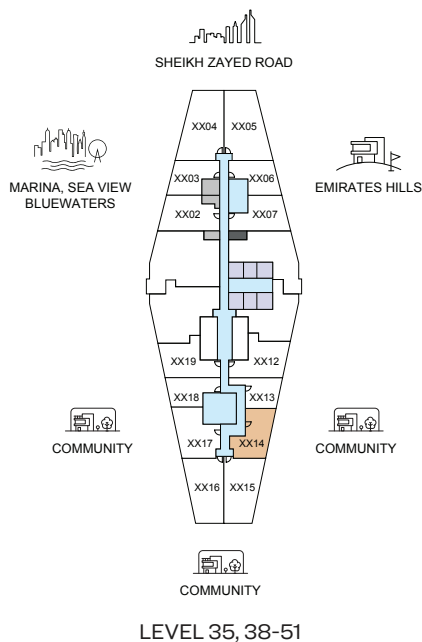 SHEIKH ZAYED ROAD
XX04 XX05
MARINA, SEA VIEW
BLUEWATERS
XX03 XX06
EMIRATES HILLS
XX02 XX07
XX19 XX12
XX18 XX13
COMMUNITY
XX17 XX14
COMMUNITY
XX16 XX15
COMMUNITY
LEVEL 35, 38-51